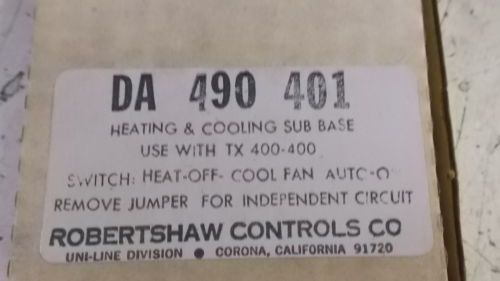 DA 490 401
HEATING & COOLING SUB BASE
USE WITH TX 400-400
SWITCH: HEAT-OFF- COOL FAN AUTO-O
REMOVE JUMPER FOR INDEPENDENT CIRCUIT
ROBERTSHAW CONTROLS CO
UNI-LINE DIVISION ● CORONA, CALIFORNIA 91720